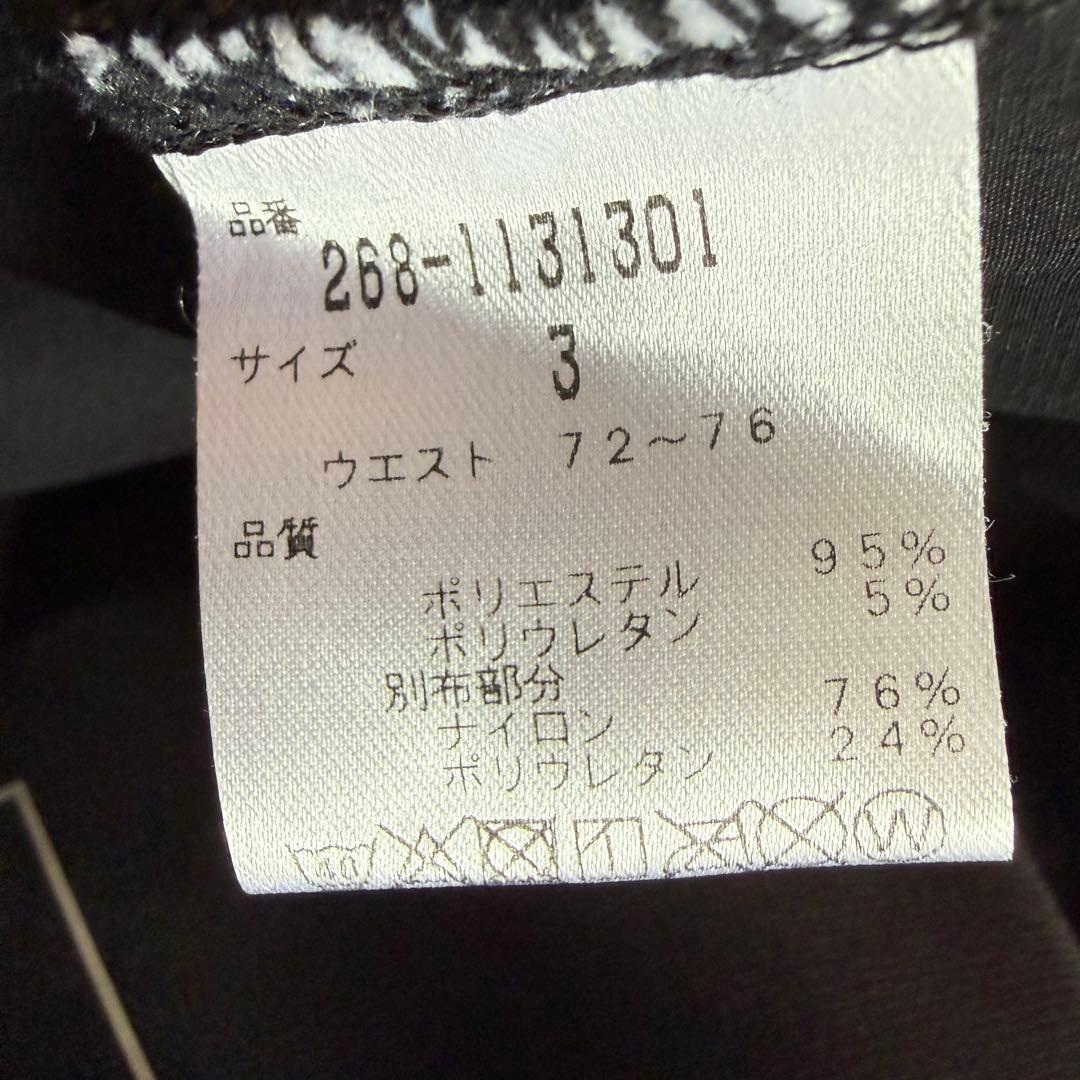 品番 268-1131301
サイズ 3
ウエスト 72~76
品質
ポリエステル 95%
ポリウレタン 5%
別布部分
ナイロン 76%
ポリウレタン 24%
W